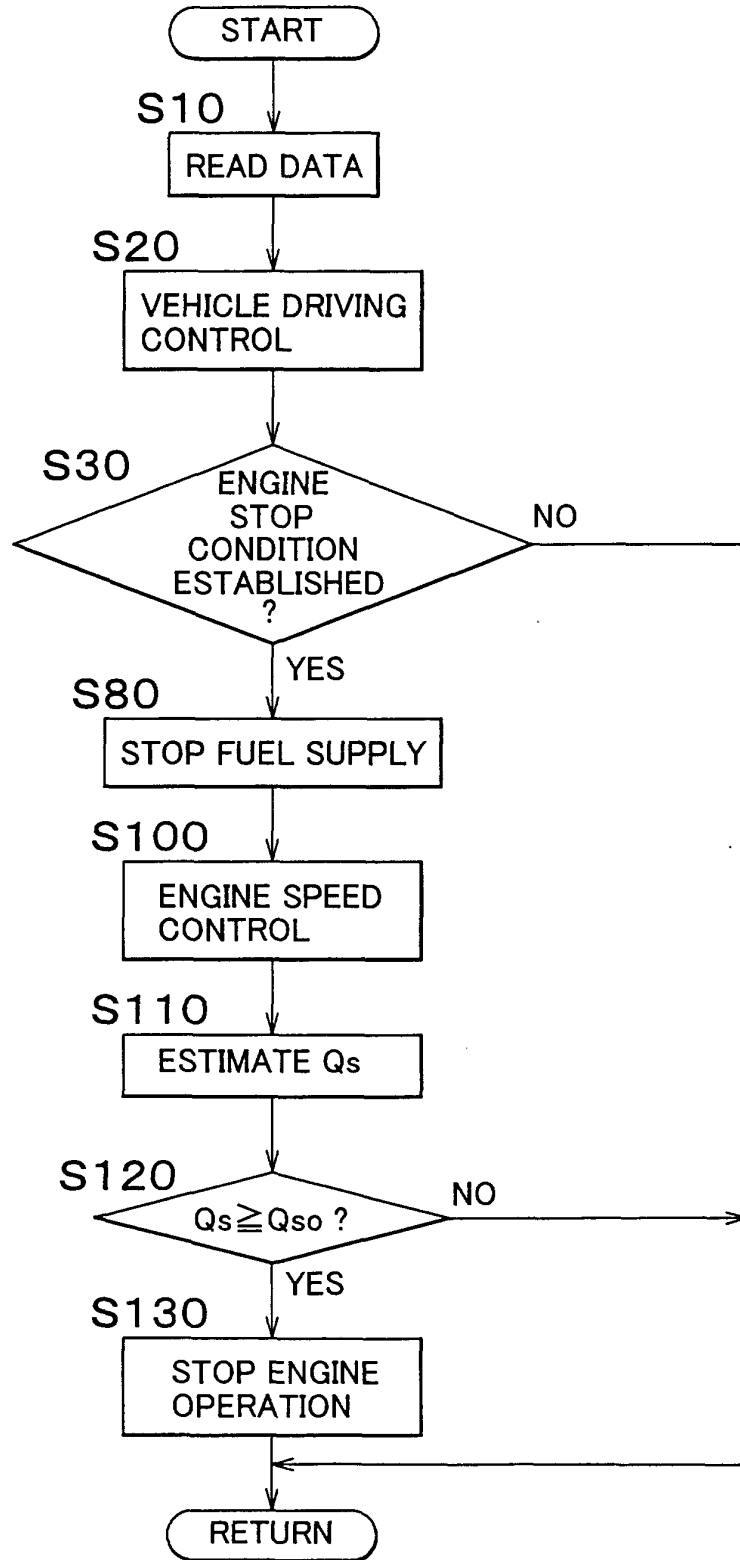 START
S10
READ DATA
S20
VEHICLE DRIVING
CONTROL
S30
ENGINE
STOP
CONDITION
ESTABLISHED
?
NO
YES
S80
STOP FUEL SUPPLY
S100
ENGINE SPEED
CONTROL
S110
ESTIMATE Qs
S120
Qs≧Qso ?
NO
YES
S130
STOP ENGINE
OPERATION
RETURN